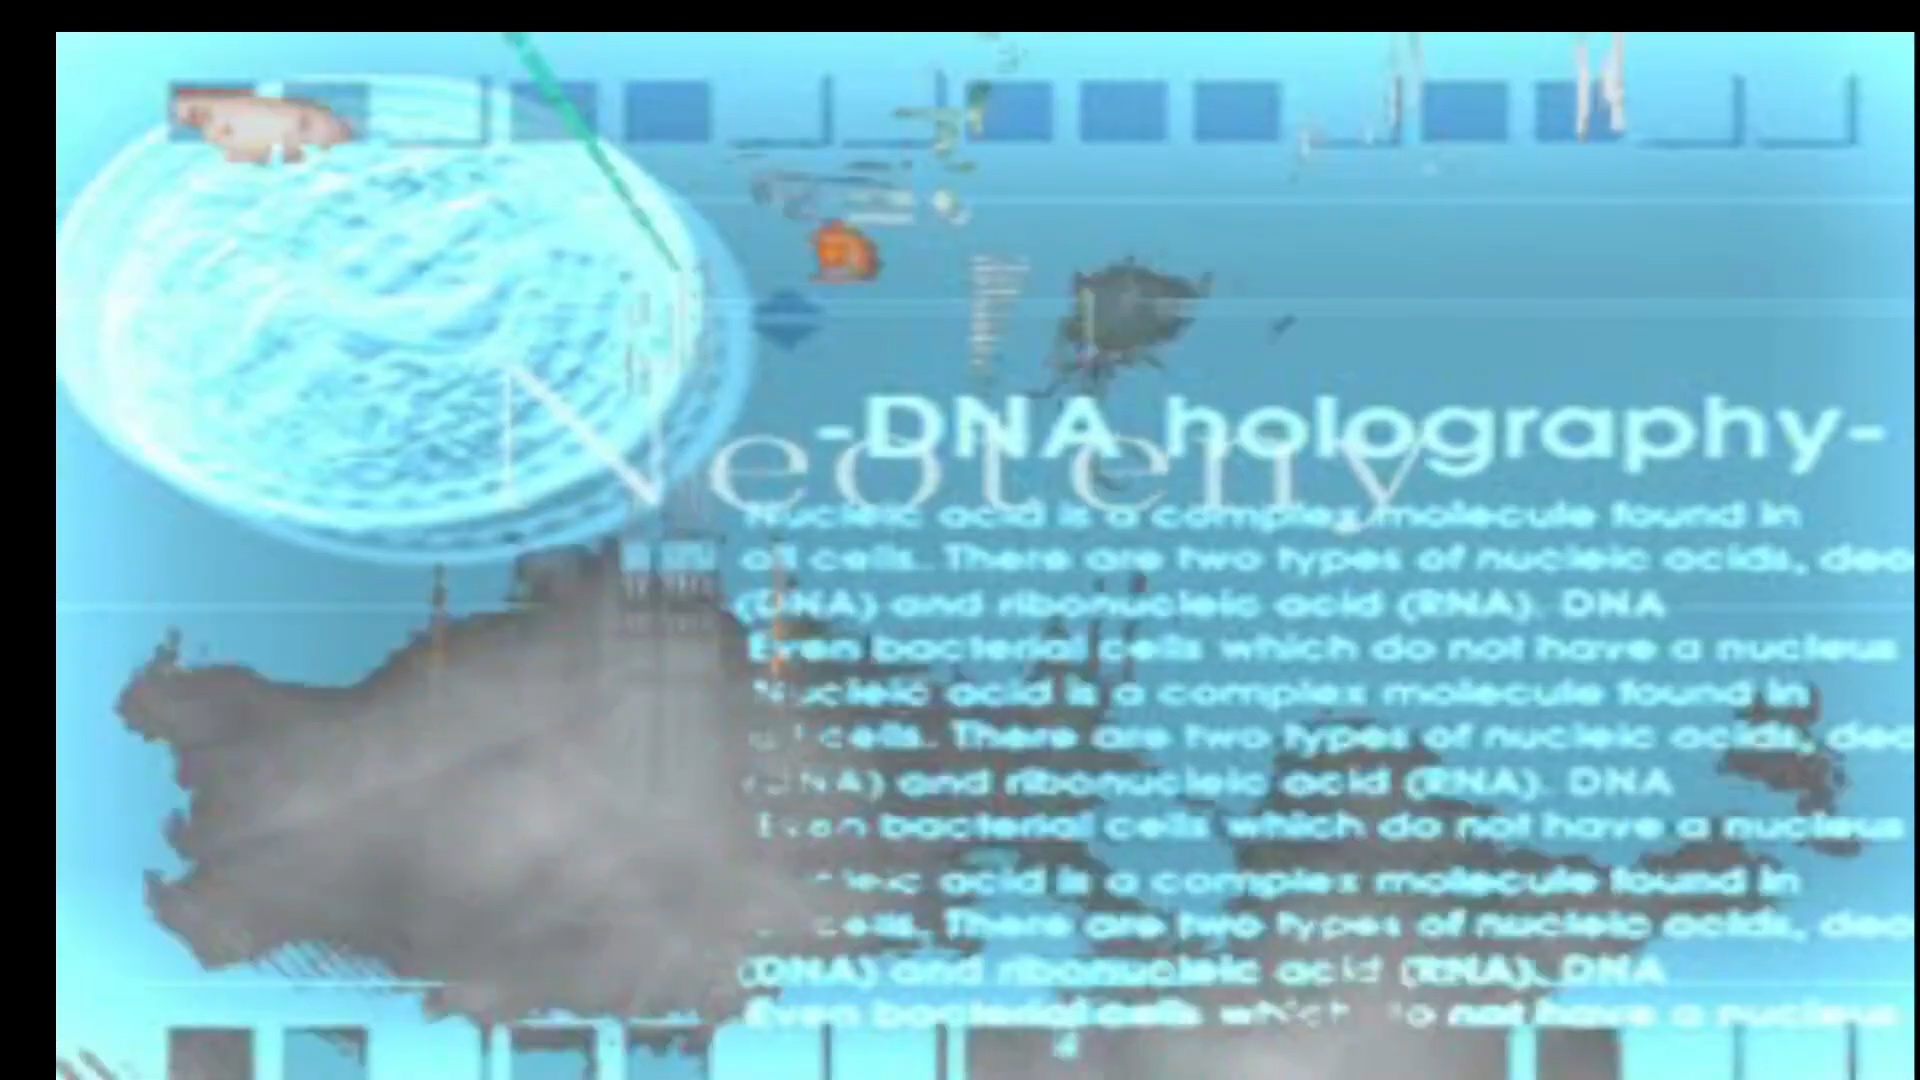 -DNA holography-
Neoteny
Nucleic acid is a complex molecule found in
all cells. There are two types of nucleic acids,
(DNA) and ribonucleic acid (RNA). DNA
Even bacterial cells which do not have a nucleus
Nucleic acid is a complex molecule found in
cells. There are two types of nucleic acids,
(DNA) and ribonucleic acid (RNA). DNA
Even bacterial cells which do not have a nucleus
acid is a complex molecule found in
cells. There are two types of nucleic acids,
(DNA) and ribonucleic acid (RNA). DNA
Even bacterial cells which do not have a nucleus